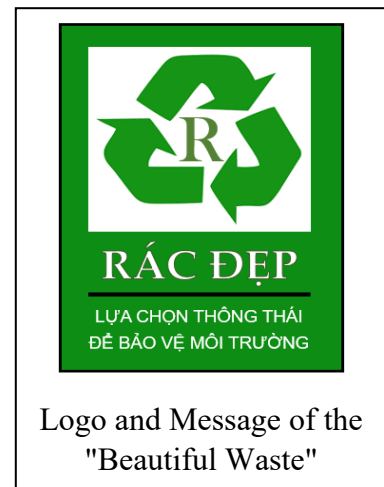 R
RÁC ĐẸP
LỰA CHỌN THÔNG THÁI
ĐỂ BẢO VỆ MÔI TRƯỜNG
Logo and Message of the
"Beautiful Waste"